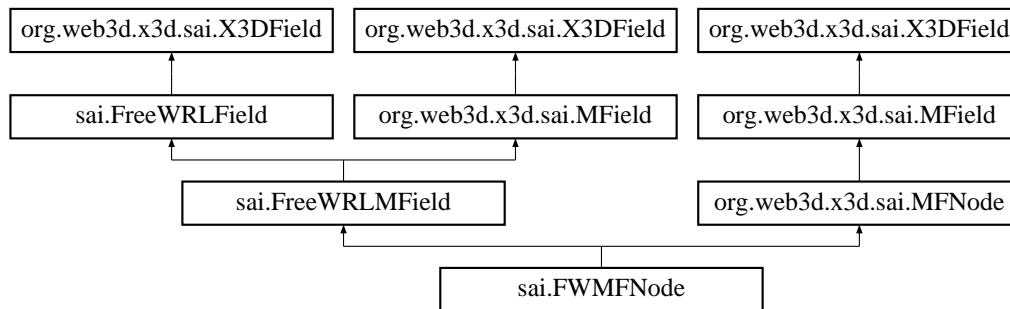 org.web3d.x3d.sai.X3DField org.web3d.x3d.sai.X3DField org.web3d.x3d.sai.X3DField
sai.FreeWRLField org.web3d.x3d.sai.MField org.web3d.x3d.sai.MField
sai.FreeWRLMField org.web3d.x3d.sai.MFNode
sai.FWMFNode